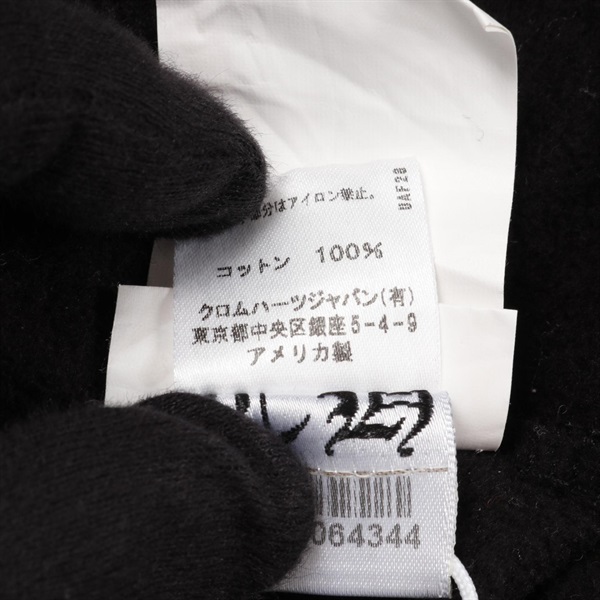 部分はアイロン禁止。
UAF20
コットン 100%
クロムハーツジャパン(有)
東京都中央区銀座5-4-9
アメリカ製
064344